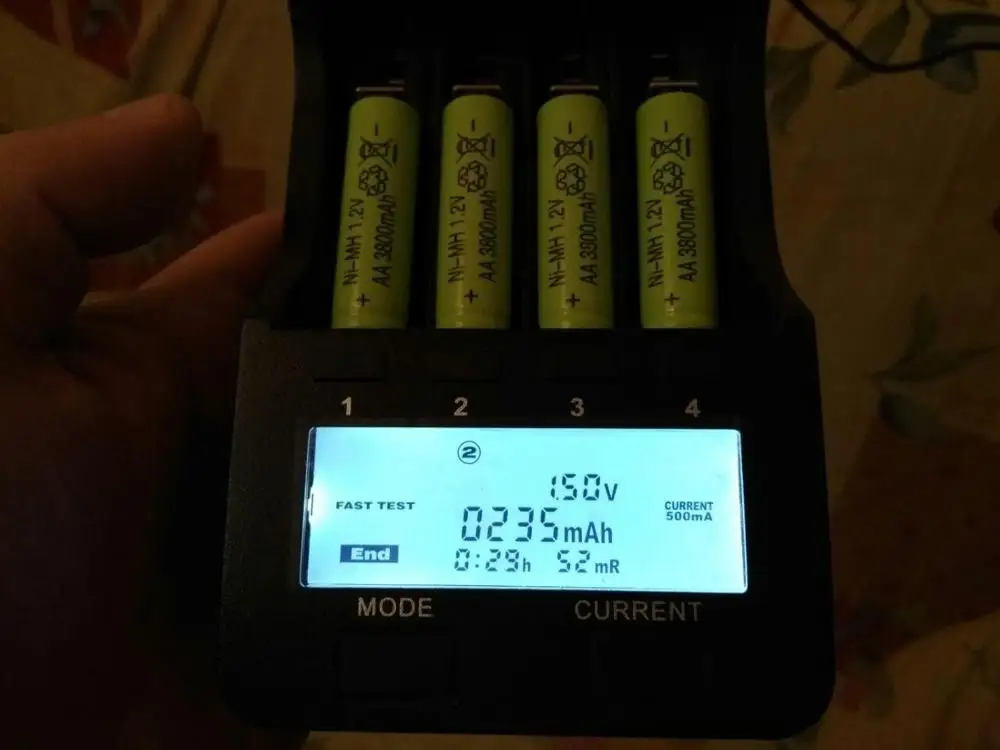 −
Ni-MH 1.2V
AA 3800mAh
+
−
Ni-MH 1.2V
AA 3800mAh
+
−
Ni-MH 1.2V
AA 3800mAh
+
−
Ni-MH 1.2V
AA 3800mAh
+
1 2 3 4
②
1.50V
FAST TEST
CURRENT
500mA
0235mAh
End
0:29h 52mR
MODE CURRENT